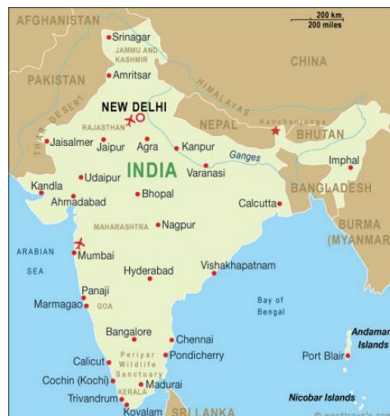 AFGHANISTAN
200 km
200 miles
Srinagar
JAMMU AND
KASHMIR
CHINA
Amritsar
PAKISTAN
HIMALAYAS
NEW DELHI
THAR DESERT
RAJASTHAN
NEPAL
Kanchenjunga
BHUTAN
Jaisalmer
Jaipur
Agra
Kanpur
Ganges
Imphal
Varanasi
Udaipur
INDIA
BANGLADESH
Kandla
Ahmadabad
Bhopal
Calcutta
BURMA
(MYANMAR)
MAHARASHTRA
Nagpur
ARABIAN
SEA
Mumbai
Hyderabad
Vishakhapatnam
Panaji
Bay of
Bengal
Marmagao
GOA
Bangalore
Chennai
Andaman
Islands
Calicut
Periyar
Wildlife
Sanctuary
Pondicherry
Port Blair
Cochin (Kochi)
Madurai
KERALA
Trivandrum
Nicobar Islands
Kovalam
SRI LANKA